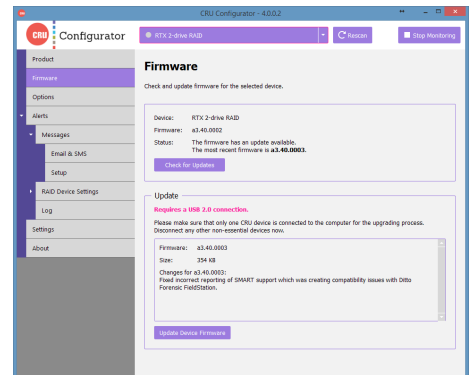 CRU Configurator - 4.0.0.2
CRU Configurator
RTX 2-drive RAID
Rescan
Stop Monitoring
Product
Firmware
Options
Alerts
Messages
Email & SMS
Setup
RAID Device Settings
Log
Settings
About
Firmware
Check and update firmware for the selected device.
Device: RTX 2-drive RAID
Firmware: a3.40.0002
Status: The firmware has an update available.
The most recent firmware is a3.40.0003.
Check for Updates
Update
Requires a USB 2.0 connection.
Please make sure that only one CRU device is connected to the computer for the upgrading process.
Disconnect any other non-essential devices now.
Firmware: a3.40.0003
Size: 354 KB
Changes for a3.40.0003:
Fixed incorrect reporting of SMART support which was creating compatibility issues with Ditto
Forensic FieldStation.
Update Device Firmware